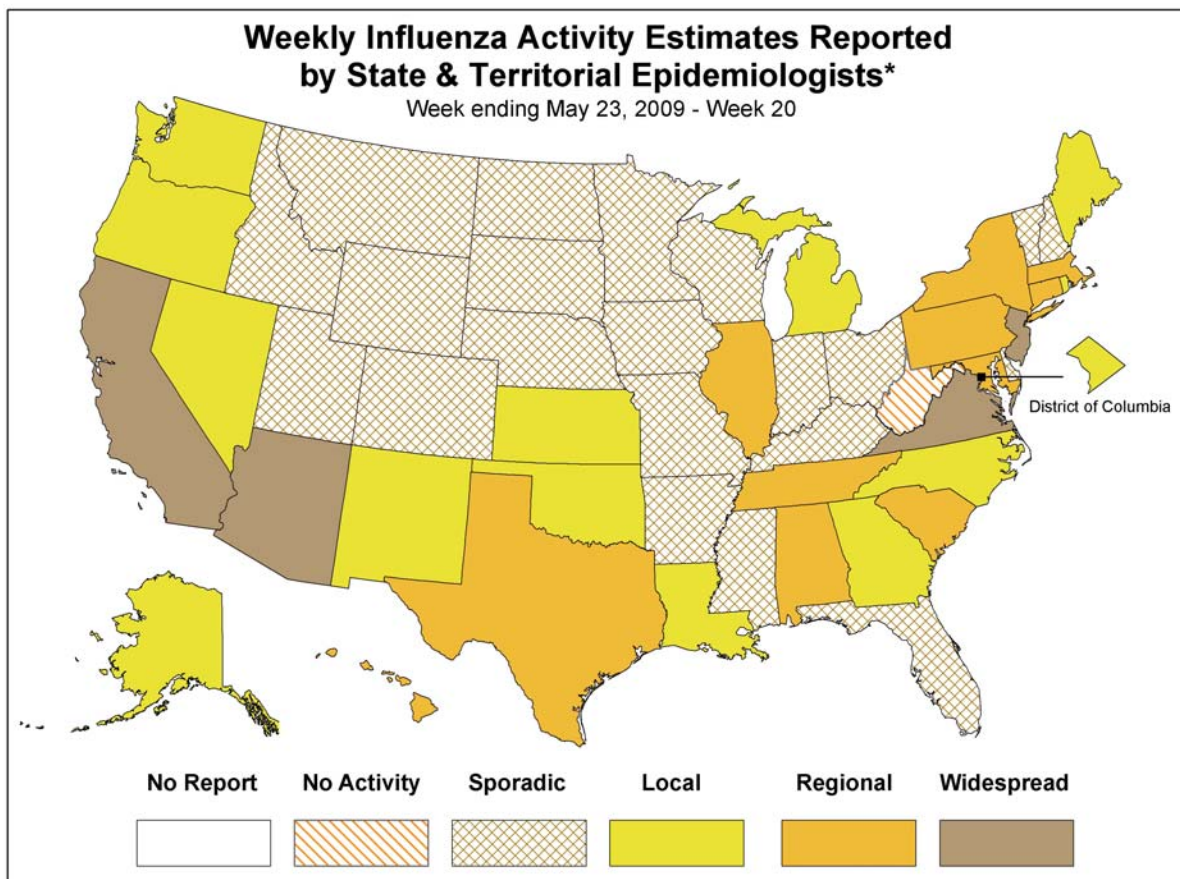 Weekly Influenza Activity Estimates Reported
by State & Territorial Epidemiologists*
Week ending May 23, 2009 - Week 20
District of Columbia
No Report No Activity Sporadic Local Regional Widespread